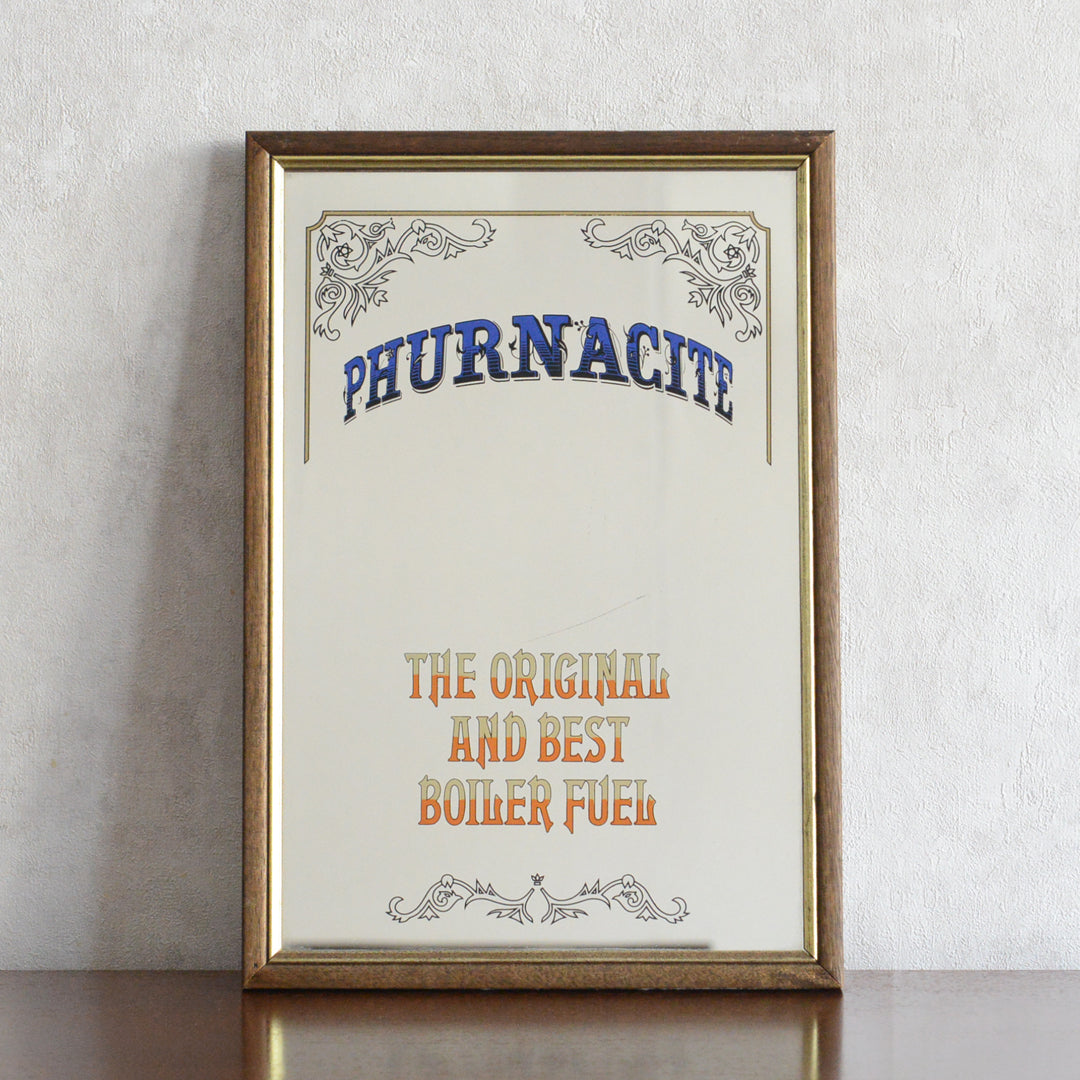 PHURNACITE
THE ORIGINAL
AND BEST
BOILER FUEL